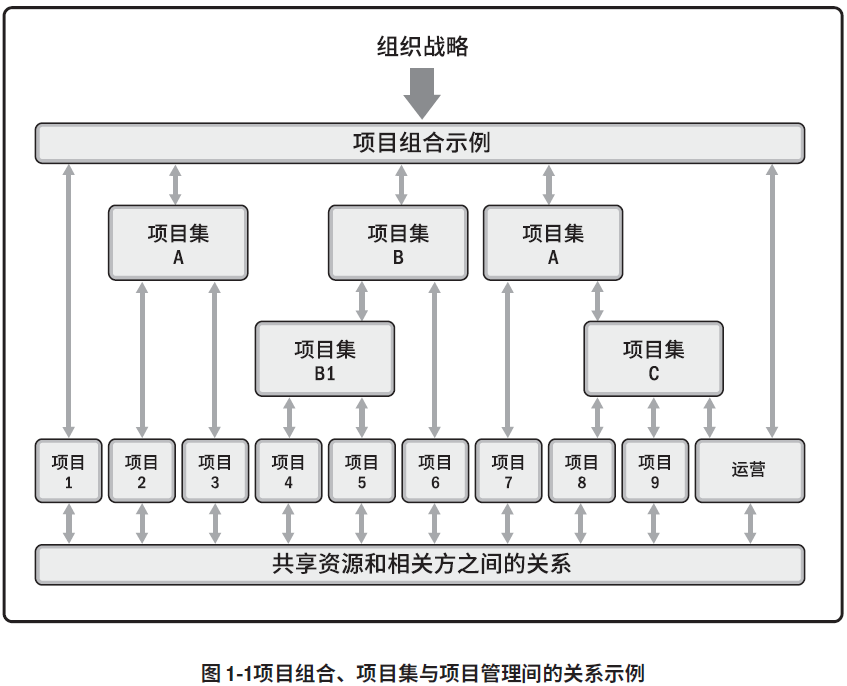 组织战略
项目组合示例
项目集
A
项目集
B
项目集
A
项目集
B1
项目集
C
项目
1
项目
2
项目
3
项目
4
项目
5
项目
6
项目
7
项目
8
项目
9
运营
共享资源和相关方之间的关系
图 1-1项目组合、项目集与项目管理间的关系示例